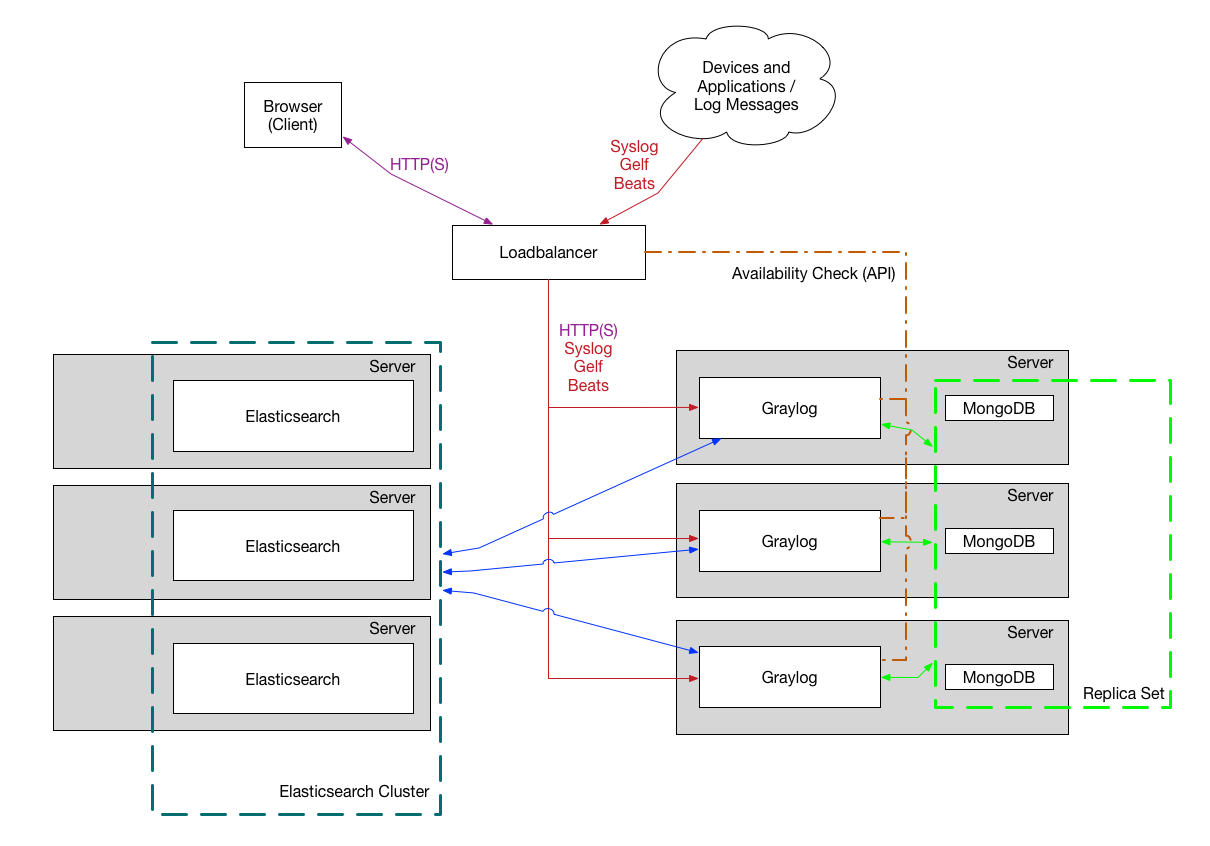 Devices and
Applications /
Log Messages
Browser
(Client)
HTTP(S)
Syslog
Gelf
Beats
Loadbalancer
Availability Check (API)
HTTP(S)
Syslog
Gelf
Beats
Server
Elasticsearch
Server
Elasticsearch
Server
Elasticsearch
Elasticsearch Cluster
Server
Graylog
MongoDB
Server
Graylog
MongoDB
Server
Graylog
MongoDB
Replica Set